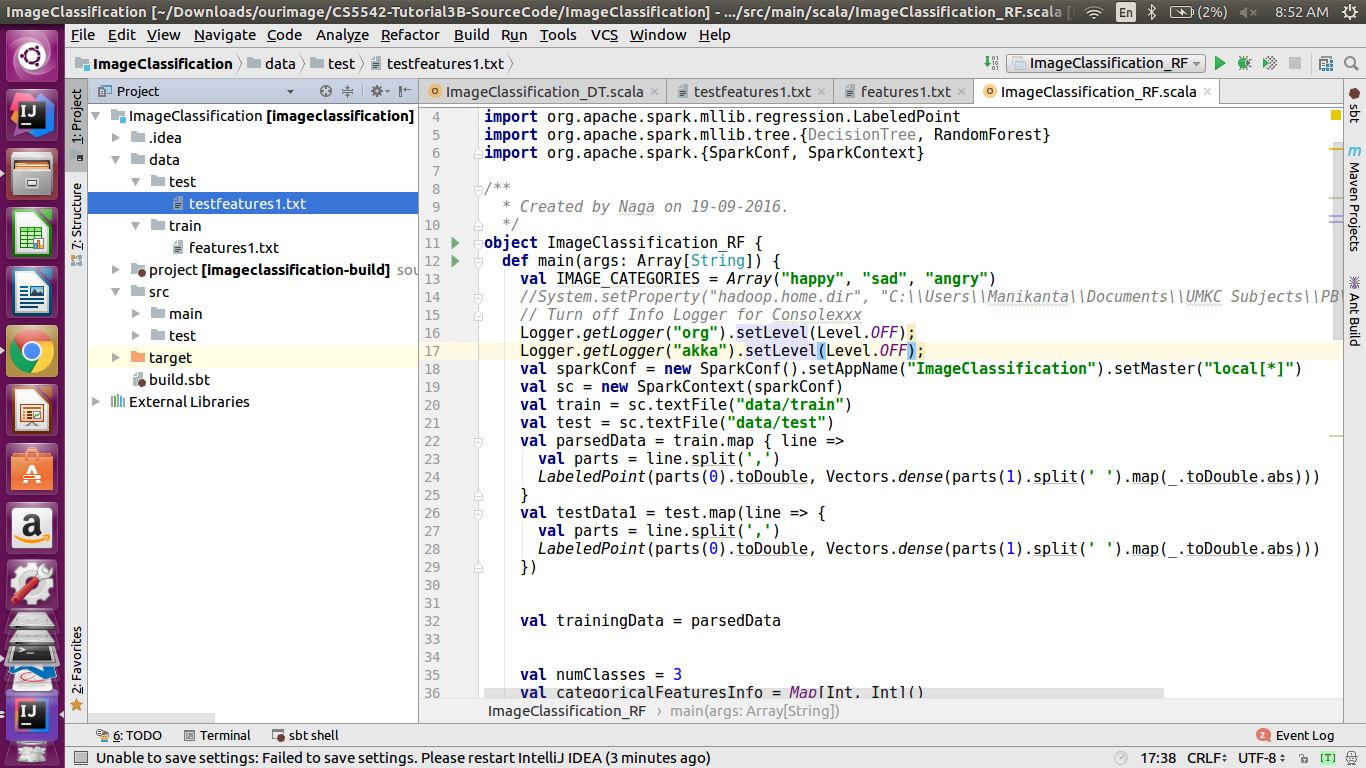 ImageClassification [~/Downloads/ourimage/CS5542-Tutorial3B-SourceCode/ImageClassification] - .../src/main/scala/ImageClassification_RF.scala [
En (2%) 8:52 AM
File Edit View Navigate Code Analyze Refactor Build Run Tools VCS Window Help
ImageClassification data test testfeatures1.txt
ImageClassification_RF
Project
ImageClassification_DT.scala testfeatures1.txt features1.txt ImageClassification_RF.scala
1: Project
7: Structure
2: Favorites
ImageClassification [imageclassification]
.idea
data
test
testfeatures1.txt
train
features1.txt
project [imageclassification-build] sou
src
main
test
target
build.sbt
External Libraries
4 import org.apache.spark.mllib.regression.LabeledPoint
5 import org.apache.spark.mllib.tree.{DecisionTree, RandomForest}
6 import org.apache.spark.{SparkConf, SparkContext}
7
8 /**
9 * Created by Naga on 19-09-2016.
10 */
11 object ImageClassification_RF {
12 def main(args: Array[String]) {
13 val IMAGE_CATEGORIES = Array("happy", "sad", "angry")
14 //System.setProperty("hadoop.home.dir", "C:\\Users\\Manikanta\\Documents\\UMKC Subjects\\PB\
15 // Turn off Info Logger for Consolexxx
16 Logger.getLogger("org").setLevel(Level.OFF);
17 Logger.getLogger("akka").setLevel(Level.OFF);
18 val sparkConf = new SparkConf().setAppName("ImageClassification").setMaster("local[*]")
19 val sc = new SparkContext(sparkConf)
20 val train = sc.textFile("data/train")
21 val test = sc.textFile("data/test")
22 val parsedData = train.map { line =>
23 val parts = line.split(',')
24 LabeledPoint(parts(0).toDouble, Vectors.dense(parts(1).split(' ').map(_.toDouble.abs)))
25 }
26 val testData1 = test.map(line => {
27 val parts = line.split(',')
28 LabeledPoint(parts(0).toDouble, Vectors.dense(parts(1).split(' ').map(_.toDouble.abs)))
29 })
30
31
32 val trainingData = parsedData
33
34
35 val numClasses = 3
36 val categoricalFeaturesInfo = Map[Int, Int]()
ImageClassification_RF main(args: Array[String])
sbt
Maven Projects
Ant Build
6: TODO Terminal sbt shell 2 Event Log
Unable to save settings: Failed to save settings. Please restart IntelliJ IDEA (3 minutes ago) 17:38 CRLF UTF-8 [T]